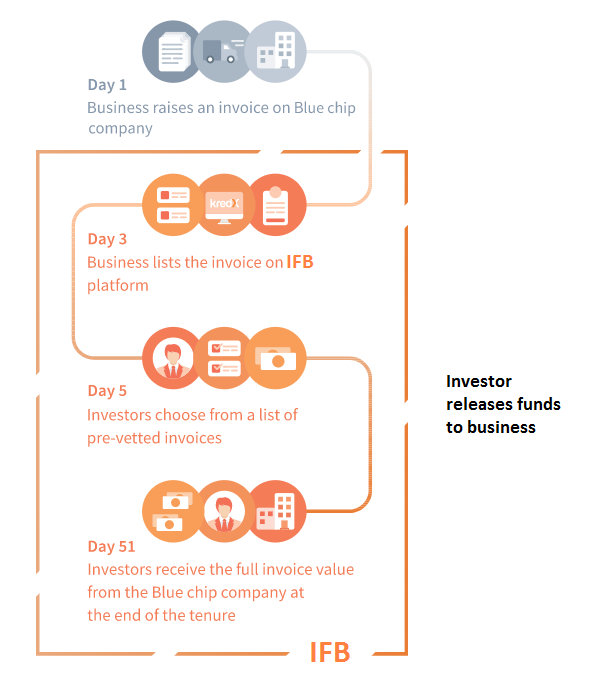 Day 1
Business raises an invoice on Blue chip
company
kredX
Day 3
Business lists the invoice on IFB
platform
Day 5
Investors choose from a list of
pre-vetted invoices
Investor
releases funds
to business
Day 51
Investors receive the full invoice value
from the Blue chip company at
the end of the tenure
IFB